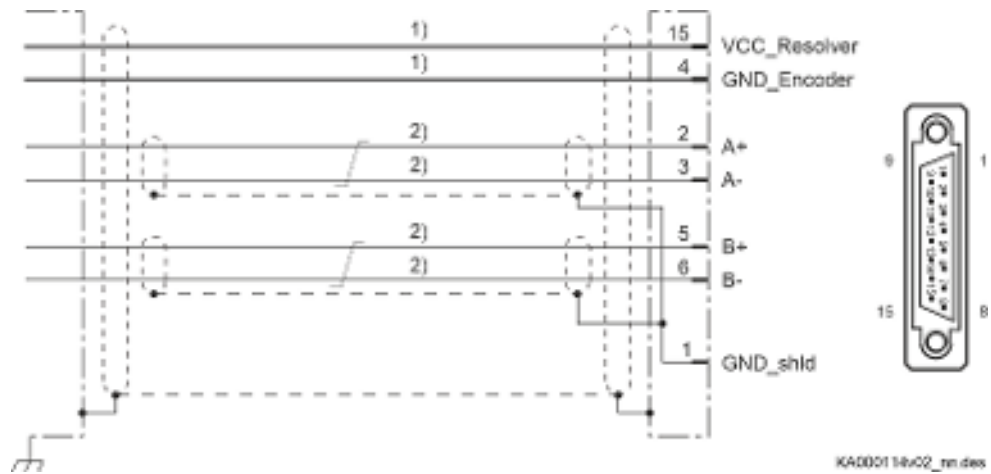 1) 15 VCC_Resolver
1) 4 GND_Encoder
2) 2 A+
2) 3 A-
2) 5 B+
2) 6 B-
1 GND_shld
9 1
15 8
KA000114v02_nn.des